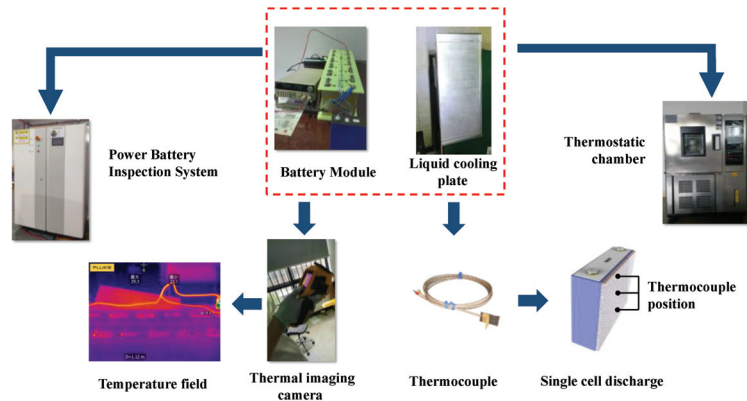 Power Battery
Inspection System
Battery Module
Liquid cooling
plate
Thermostatic
chamber
FLUKE
Thermocouple
position
Temperature field
Thermal imaging
camera
Thermocouple
Single cell discharge